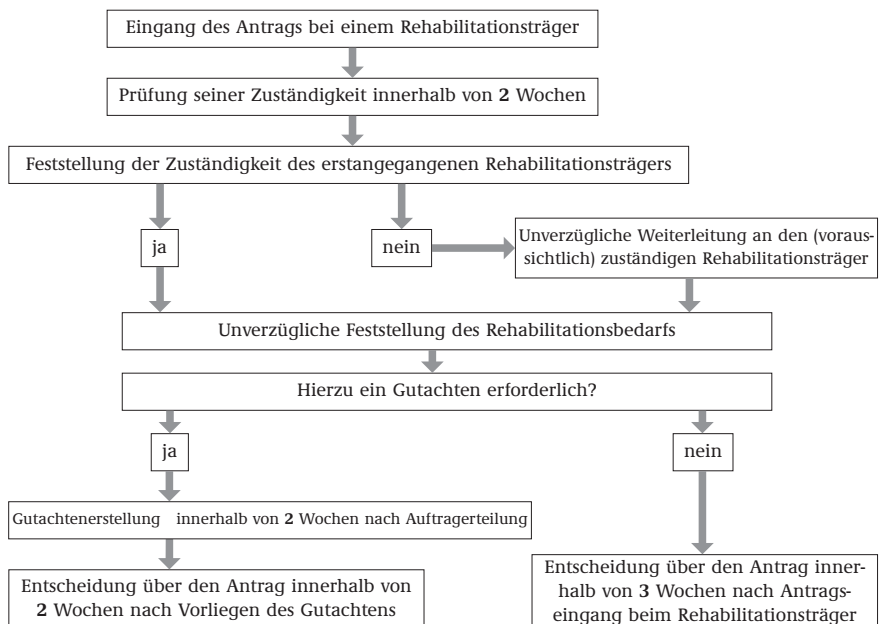 Eingang des Antrags bei einem Rehabilitationsträger
Prüfung seiner Zuständigkeit innerhalb von 2 Wochen
Feststellung der Zuständigkeit des erstangegangenen Rehabilitationsträgers
ja
nein
Unverzügliche Weiterleitung an den (voraus-
sichtlich) zuständigen Rehabilitationsträger
Unverzügliche Feststellung des Rehabilitationsbedarfs
Hierzu ein Gutachten erforderlich?
ja
nein
Gutachtenerstellung innerhalb von 2 Wochen nach Auftragerteilung
Entscheidung über den Antrag innerhalb von
2 Wochen nach Vorliegen des Gutachtens
Entscheidung über den Antrag inner-
halb von 3 Wochen nach Antrags-
eingang beim Rehabilitationsträger